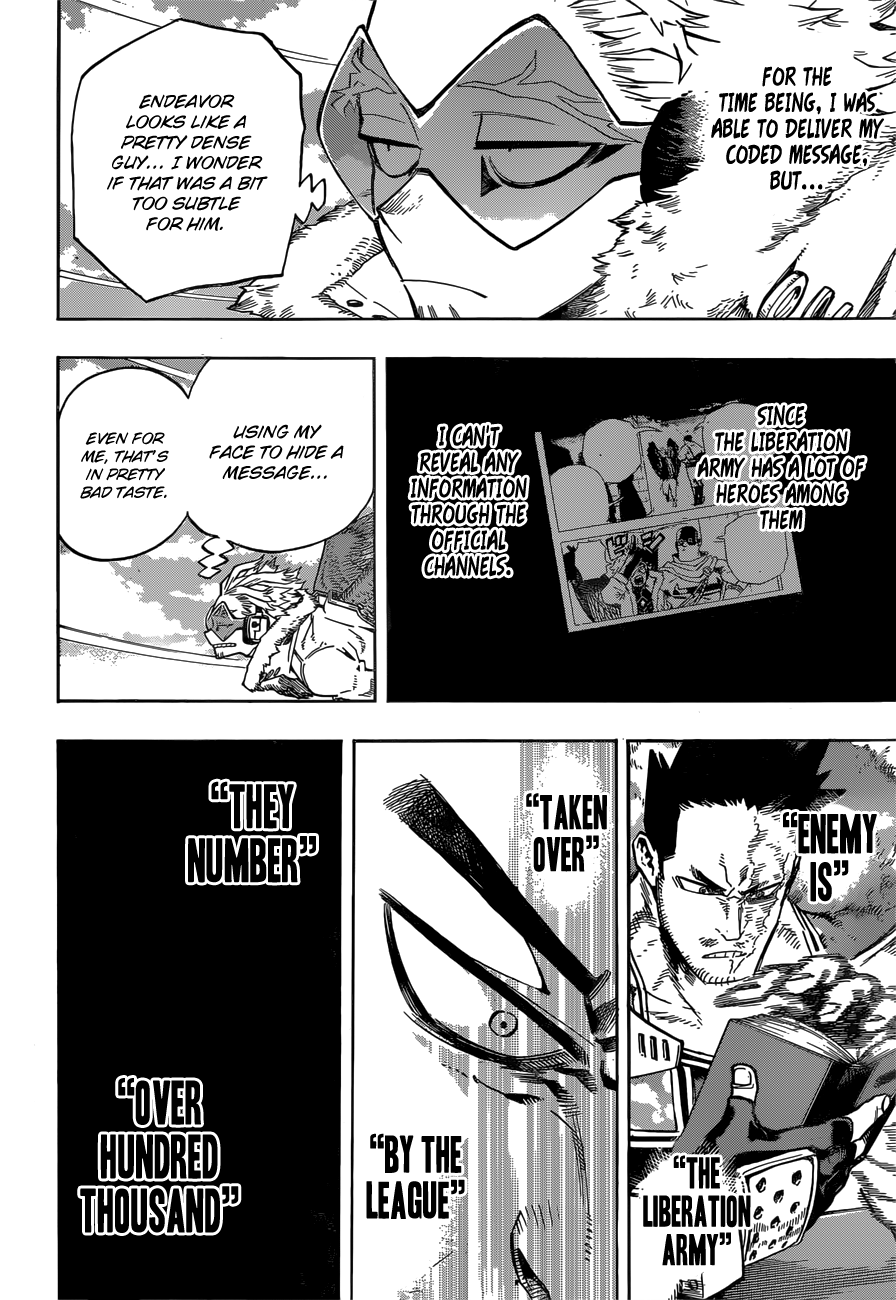 FOR THE
TIME BEING, I WAS
ABLE TO DELIVER MY
CODED MESSAGE,
BUT...
ENDEAVOR
LOOKS LIKE A
PRETTY DENSE
GUY... I WONDER
IF THAT WAS A BIT
TOO SUBTLE
FOR HIM.
SINCE
THE LIBERATION
ARMY HAS A LOT OF
HEROES AMONG
THEM
I CAN'T
REVEAL ANY
INFORMATION
THROUGH THE
OFFICIAL
CHANNELS.
USING MY
FACE TO HIDE A
MESSAGE...
EVEN FOR
ME, THAT'S
IN PRETTY
BAD TASTE.
“ENEMY
IS”
“THE
LIBERATION
ARMY”
“TAKEN
OVER”
“BY THE
LEAGUE”
“THEY
NUMBER”
“OVER
HUNDRED
THOUSAND”